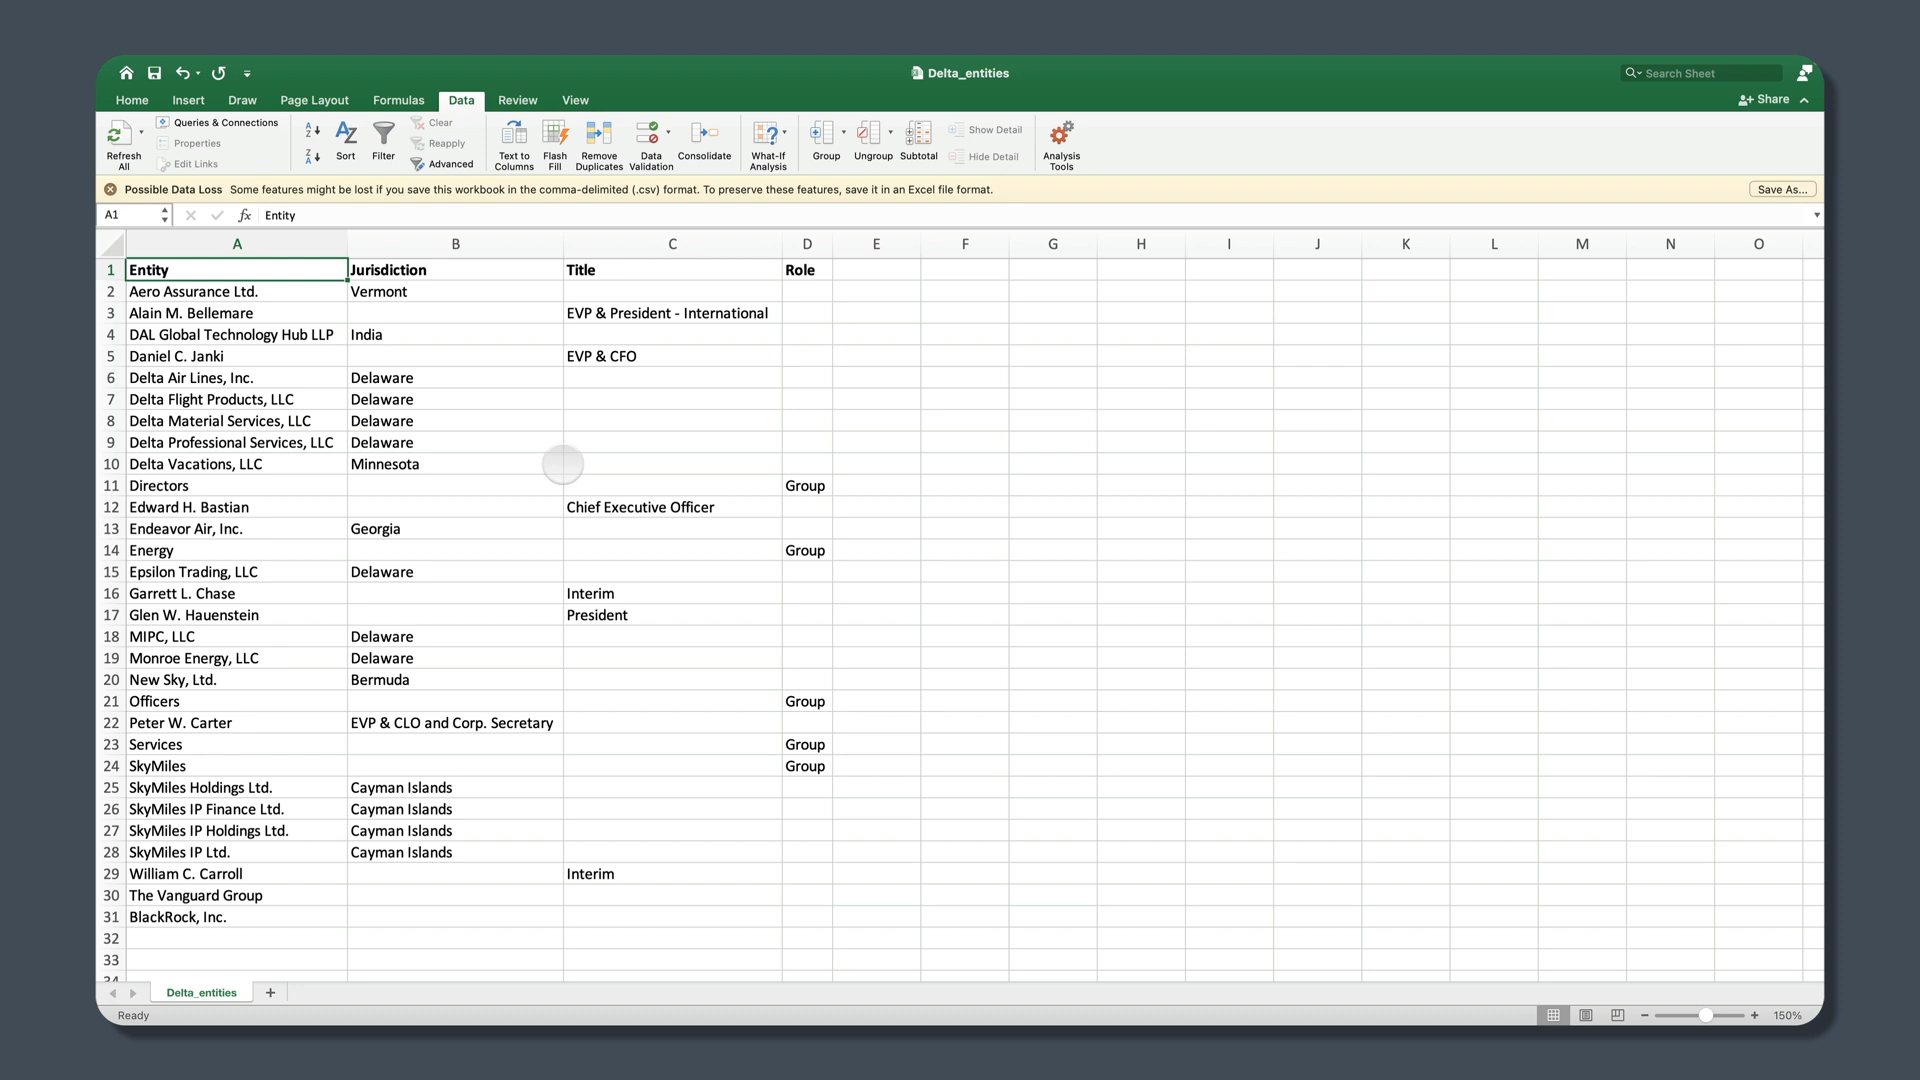 Delta_entities
Search Sheet
Home Insert Draw Page Layout Formulas Data Review View
Share
Refresh All
Queries & Connections
Properties
Edit Links
A Z
Z A
AZ
Sort
Filter
Clear
Reapply
Advanced
Text to Columns
Flash Fill
Remove Duplicates
Data Validation
Consolidate
What-If Analysis
Group
Ungroup
Subtotal
Show Detail
Hide Detail
Analysis Tools
Possible Data Loss Some features might be lost if you save this workbook in the comma-delimited (.csv) format. To preserve these features, save it in an Excel file format. Save As...
A1 fx Entity
A B C D E F G H I J K L M N O
1 Entity Jurisdiction Title Role
2 Aero Assurance Ltd. Vermont
3 Alain M. Bellemare EVP & President - International
4 DAL Global Technology Hub LLP India
5 Daniel C. Janki EVP & CFO
6 Delta Air Lines, Inc. Delaware
7 Delta Flight Products, LLC Delaware
8 Delta Material Services, LLC Delaware
9 Delta Professional Services, LLC Delaware
10 Delta Vacations, LLC Minnesota
11 Directors Group
12 Edward H. Bastian Chief Executive Officer
13 Endeavor Air, Inc. Georgia
14 Energy Group
15 Epsilon Trading, LLC Delaware
16 Garrett L. Chase Interim
17 Glen W. Hauenstein President
18 MIPC, LLC Delaware
19 Monroe Energy, LLC Delaware
20 New Sky, Ltd. Bermuda
21 Officers Group
22 Peter W. Carter EVP & CLO and Corp. Secretary
23 Services Group
24 SkyMiles Group
25 SkyMiles Holdings Ltd. Cayman Islands
26 SkyMiles IP Finance Ltd. Cayman Islands
27 SkyMiles IP Holdings Ltd. Cayman Islands
28 SkyMiles IP Ltd. Cayman Islands
29 William C. Carroll Interim
30 The Vanguard Group
31 BlackRock, Inc.
32
33
34
Delta_entities
Ready
150%